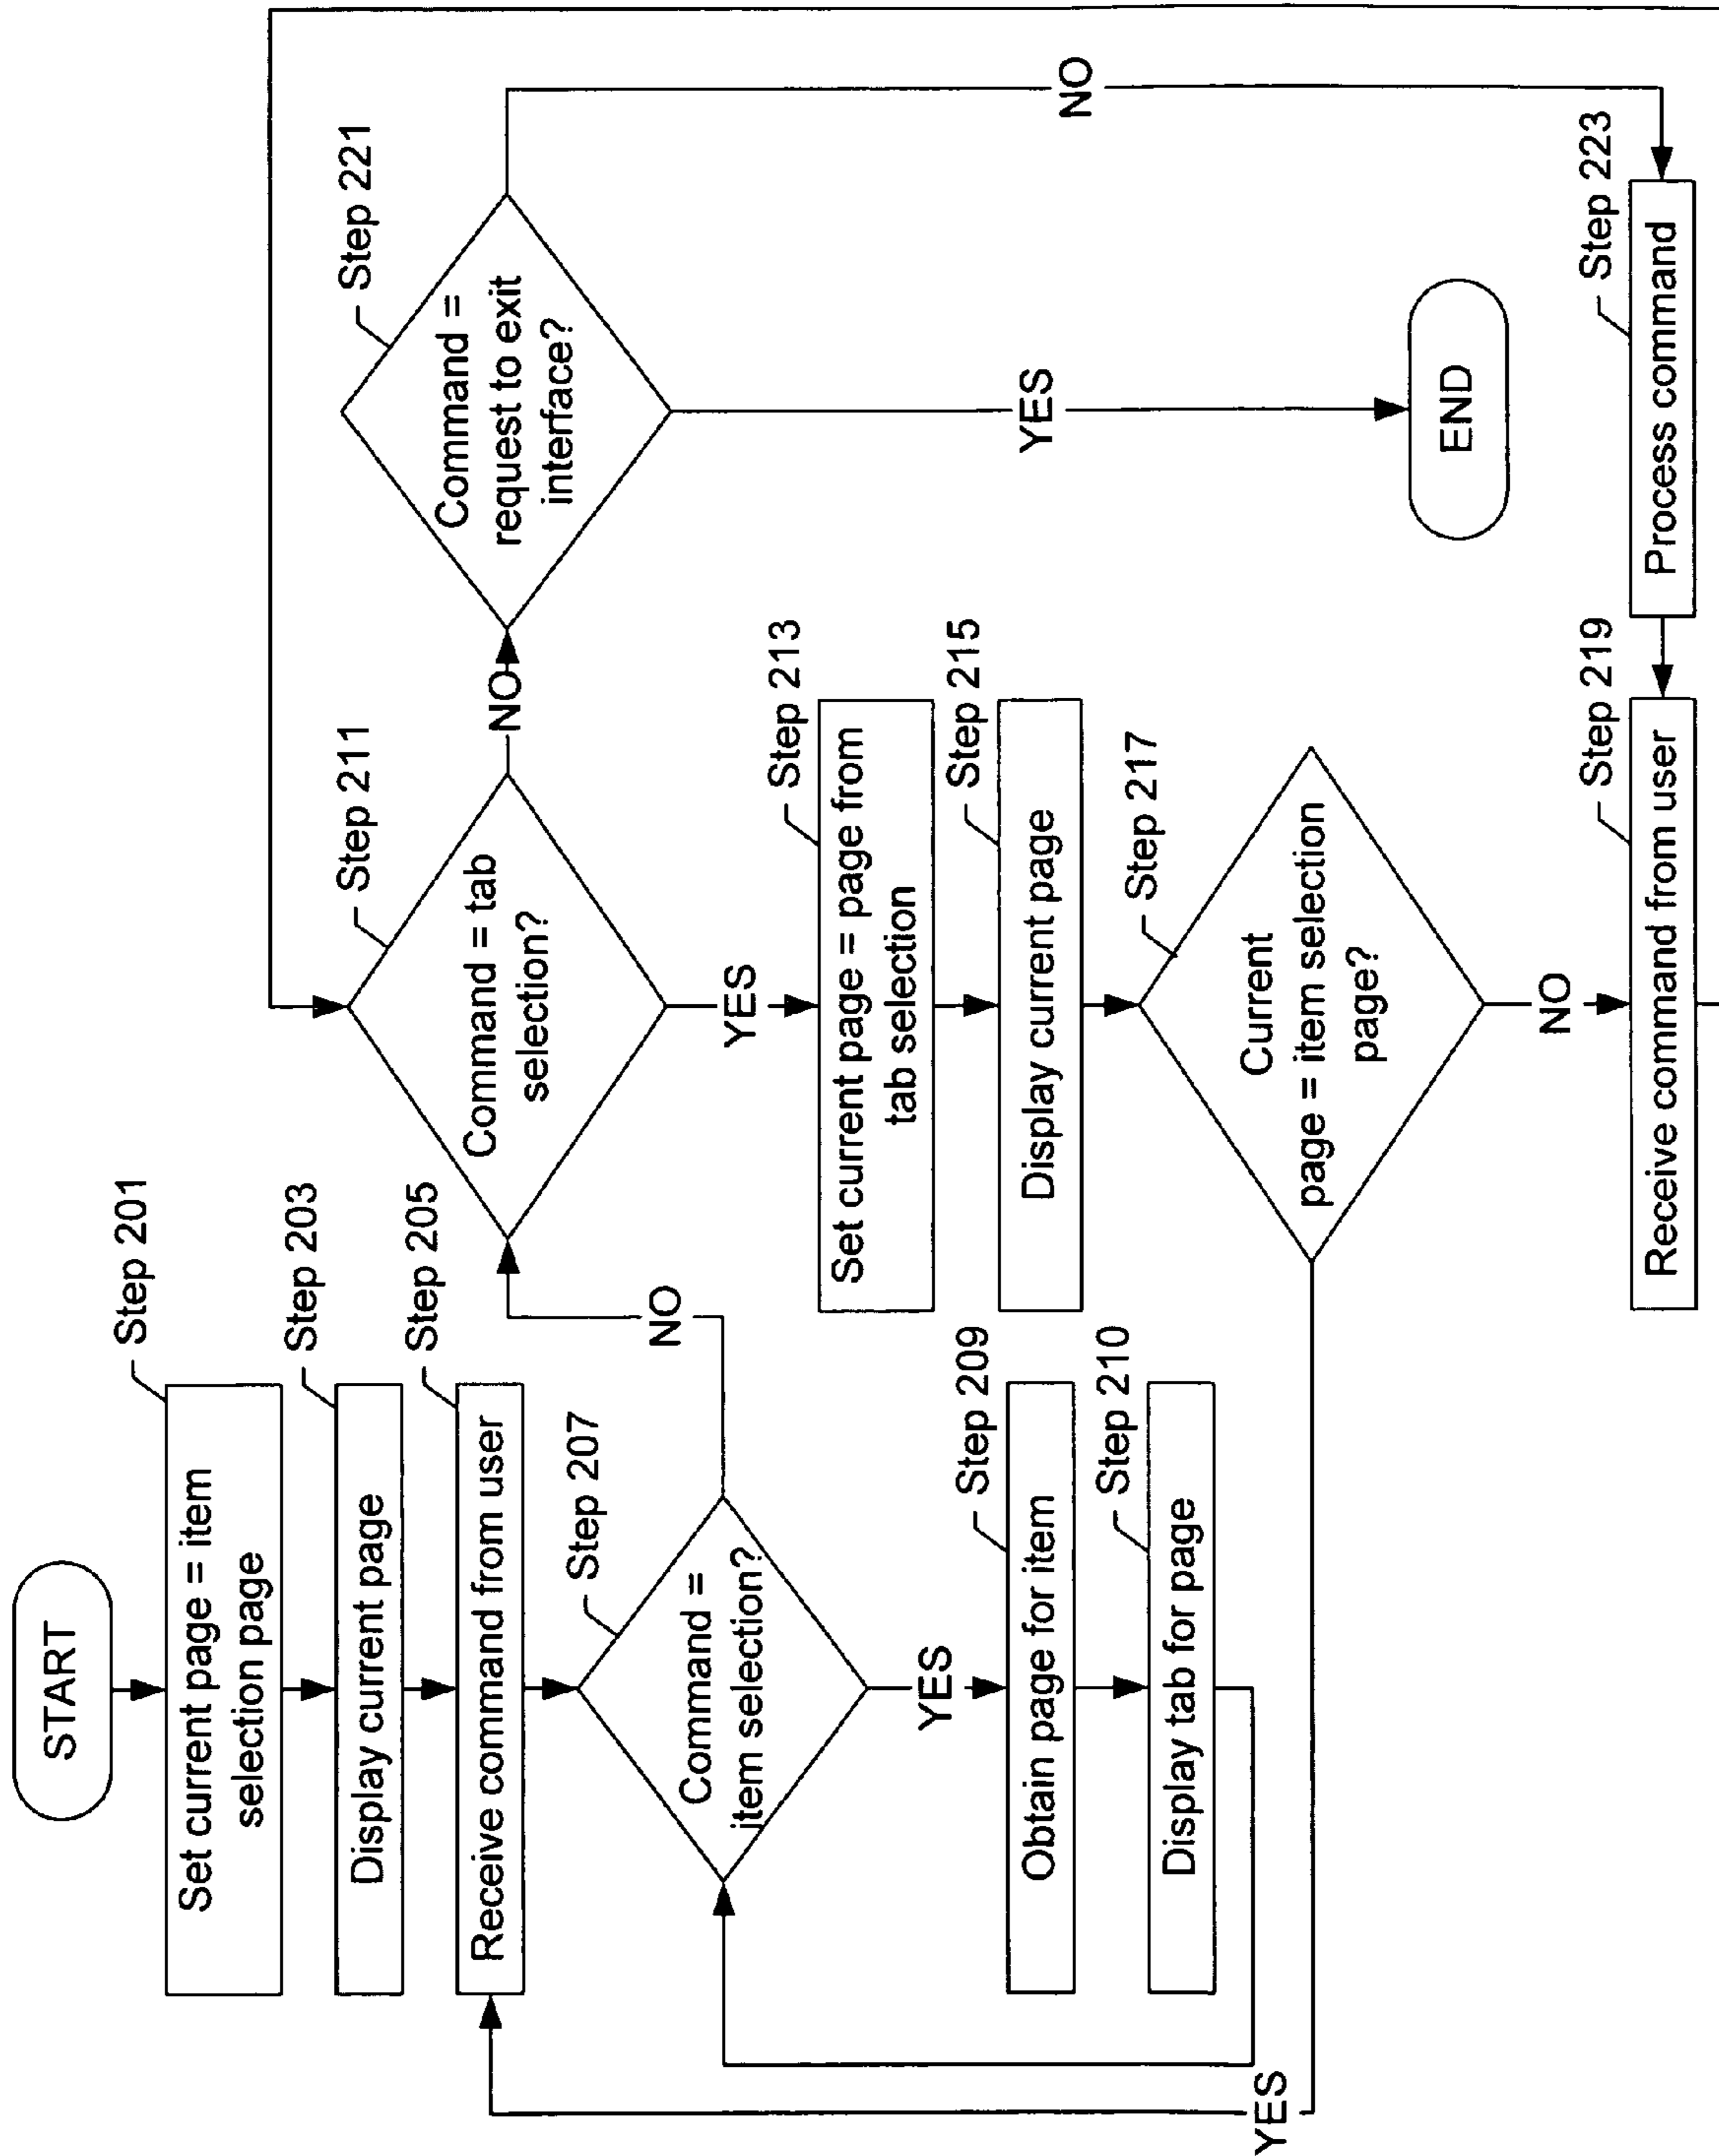 START
Step 201
Set current page = item
selection page
Step 203
Display current page
Step 205
Receive command from user
Step 207
Command =
item selection?
NO
YES
Step 209
Obtain page for item
Step 210
Display tab for page
YES
Step 211
Command = tab
selection?
NO
YES
Step 213
Set current page = page from
tab selection
Step 215
Display current page
Step 217
Current
page = item selection
page?
NO
Step 219
Receive command from user
Step 221
Command =
request to exit
interface?
NO
YES
END
Step 223
Process command